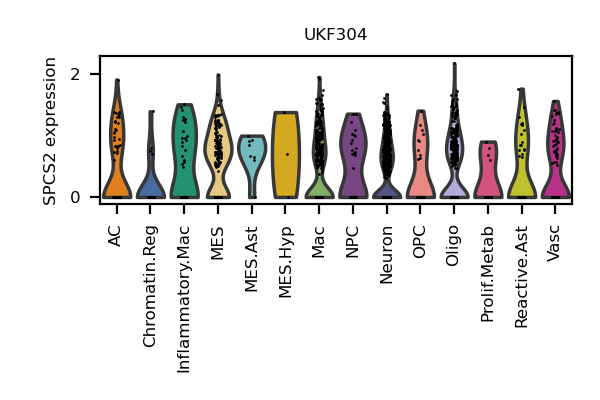 UKF304
SPCS2 expression
2
0
AC
Chromatin.Reg
Inflammatory.Mac
MES
MES.Ast
MES.Hyp
Mac
NPC
Neuron
OPC
Oligo
Prolif.Metab
Reactive.Ast
Vasc